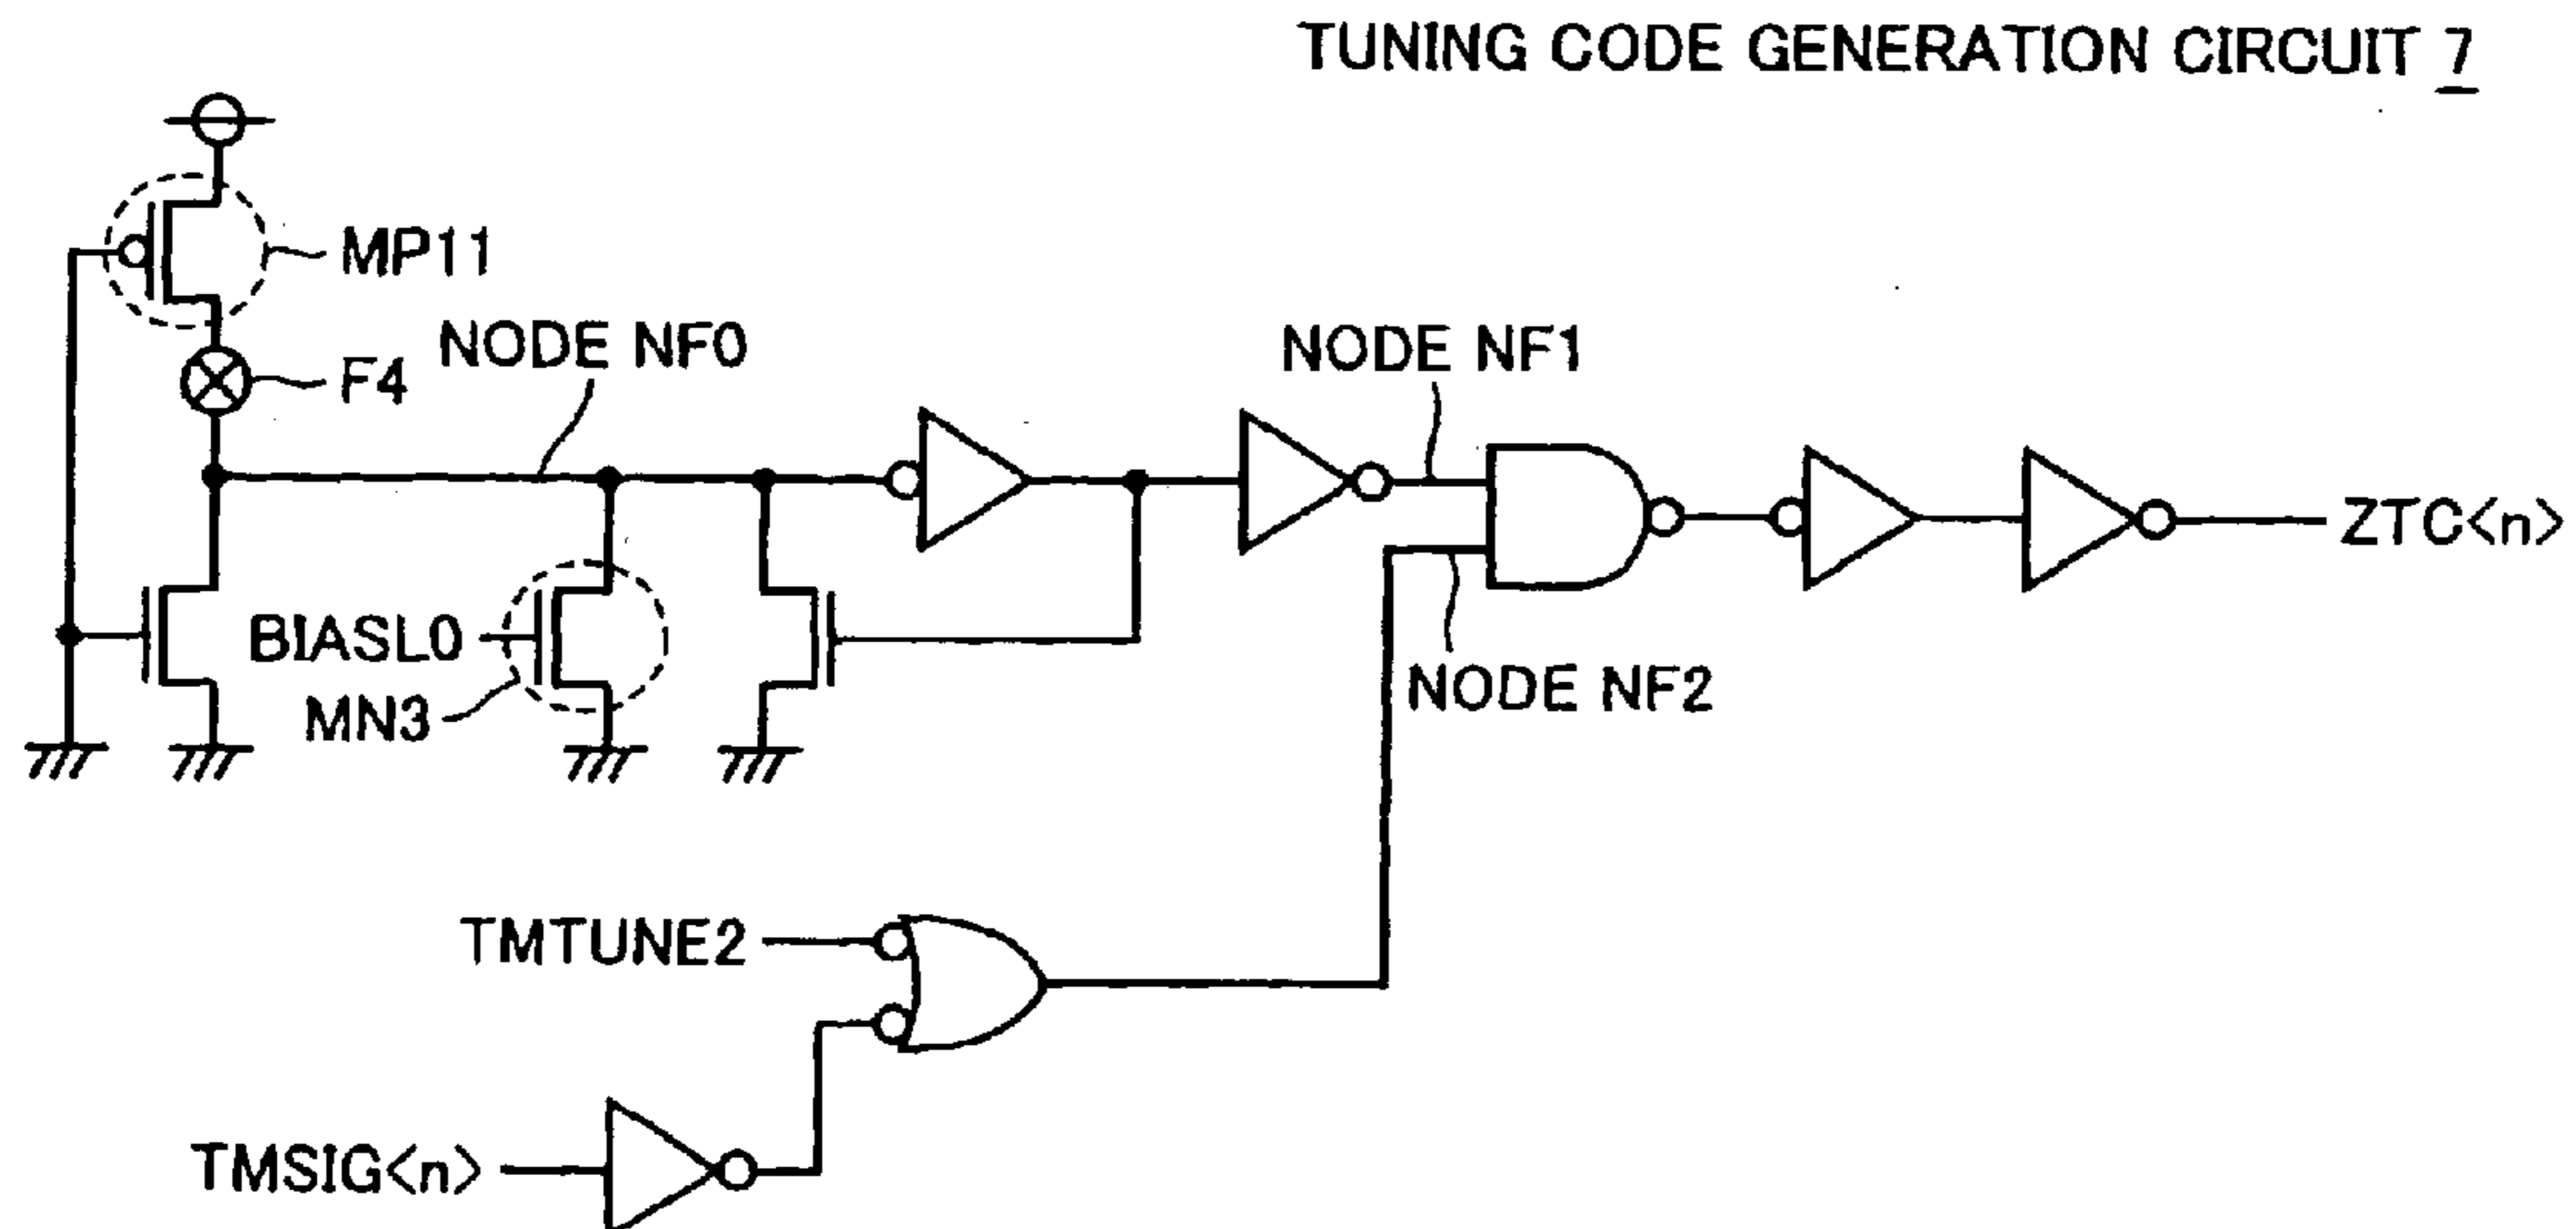 TUNING CODE GENERATION CIRCUIT 7
MP11
F4
NODE NF0
NODE NF1
ZTC<n>
BIASL0
MN3
NODE NF2
TMTUNE2
TMSIG<n>